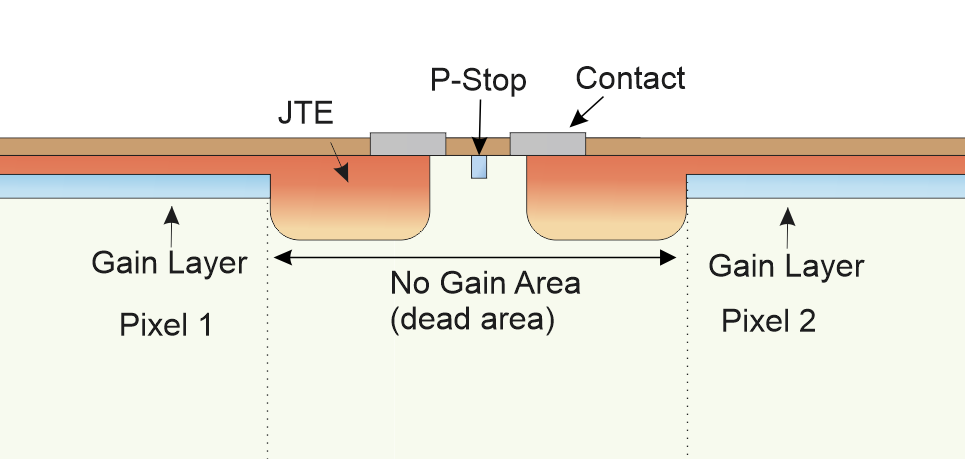 P-Stop
Contact
JTE
Gain Layer
No Gain Area
(dead area)
Gain Layer
Pixel 1
Pixel 2